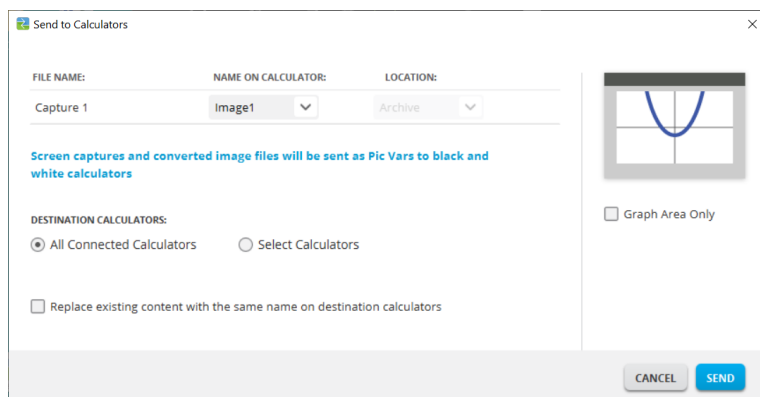 Send to Calculators
FILE NAME: NAME ON CALCULATOR: LOCATION:
Capture 1 Image1 Archive
Screen captures and converted image files will be sent as Pic Vars to black and
white calculators
Graph Area Only
DESTINATION CALCULATORS:
All Connected Calculators Select Calculators
Replace existing content with the same name on destination calculators
CANCEL SEND